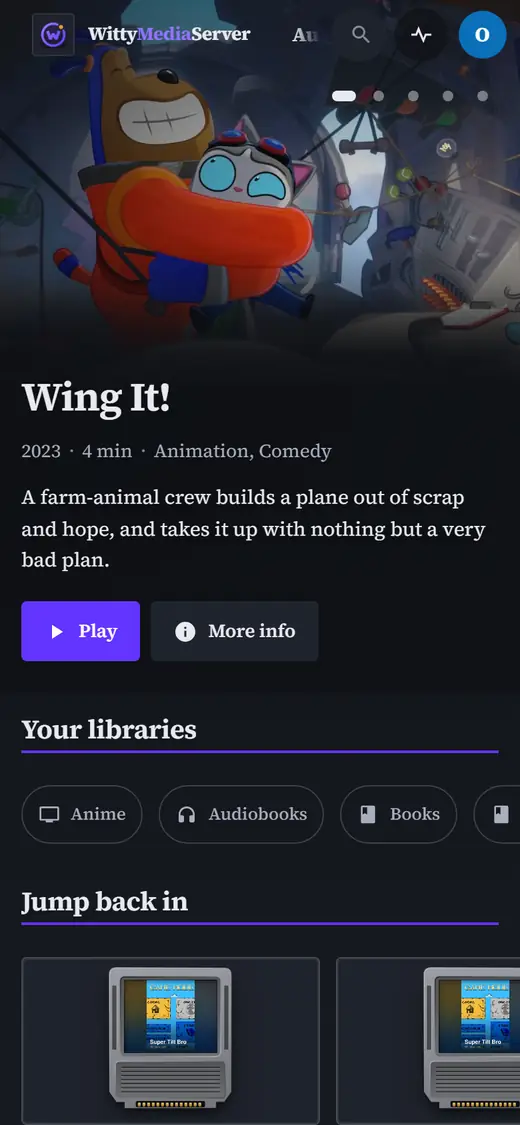 WittyMediaServer
Au
O
Wing It!
2023 · 4 min · Animation, Comedy
A farm-animal crew builds a plane out of scrap
and hope, and takes it up with nothing but a very
bad plan.
Play
More info
Your libraries
Anime
Audiobooks
Books
Jump back in
Super Tilt Bro
Super Tilt Bro